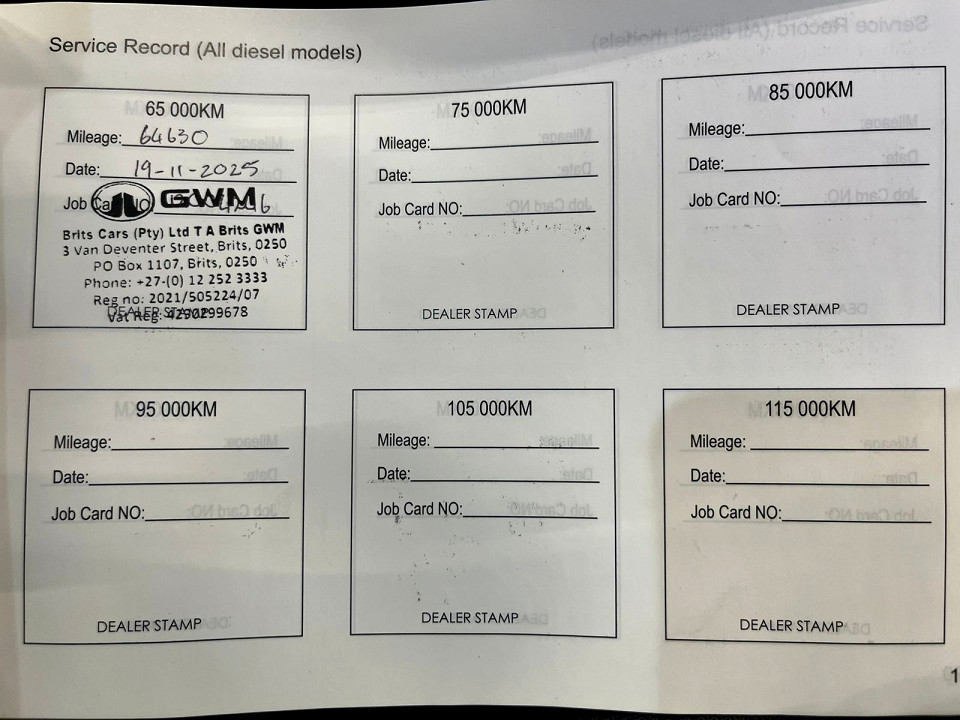 Service Record (All diesel models)
65 000KM
Mileage: 64630
Date: 19-11-2025
Job Card NO
GWM
Brits Cars (Pty) Ltd T A Brits GWM
3 Van Deventer Street, Brits, 0250
PO Box 1107, Brits, 0250
Phone: +27-(0) 12 252 3333
Reg no: 2021/505224/07
Vat Reg: 4290299678
DEALER STAMP
75 000KM
Mileage:
Date:
Job Card NO:
DEALER STAMP
85 000KM
Mileage:
Date:
Job Card NO:
DEALER STAMP
95 000KM
Mileage:
Date:
Job Card NO:
DEALER STAMP
105 000KM
Mileage:
Date:
Job Card NO:
DEALER STAMP
115 000KM
Mileage:
Date:
Job Card NO:
DEALER STAMP